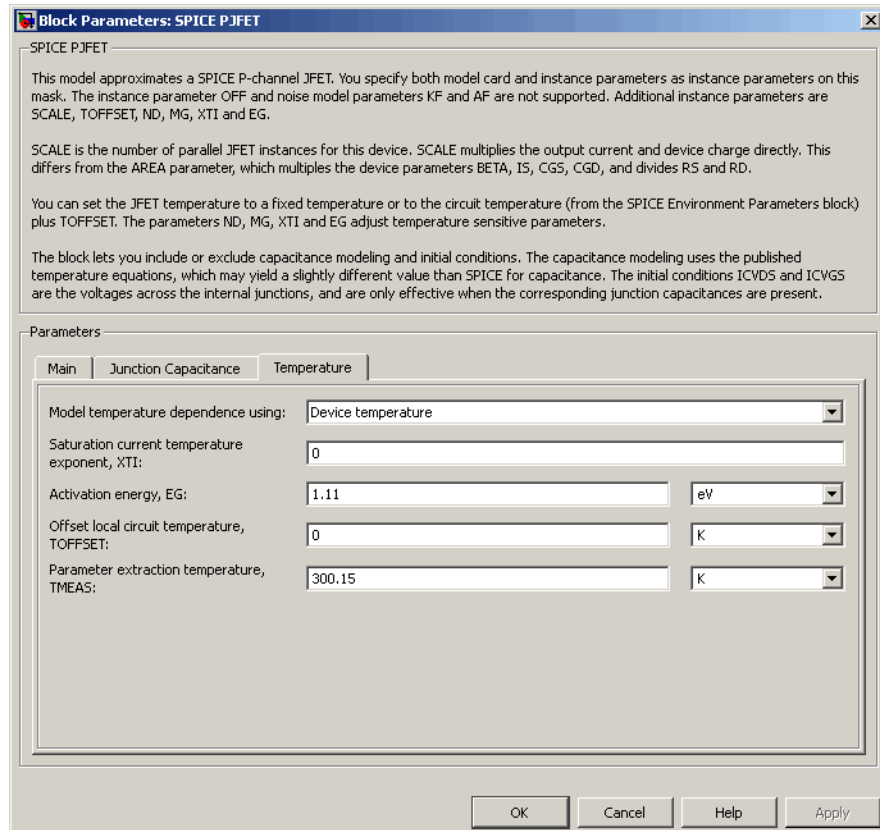 Block Parameters: SPICE PJFET
SPICE PJFET
This model approximates a SPICE P-channel JFET. You specify both model card and instance parameters as instance parameters on this
mask. The instance parameter OFF and noise model parameters KF and AF are not supported. Additional instance parameters are
SCALE, TOFFSET, ND, MG, XTI and EG.
SCALE is the number of parallel JFET instances for this device. SCALE multiplies the output current and device charge directly. This
differs from the AREA parameter, which multiples the device parameters BETA, IS, CGS, CGD, and divides RS and RD.
You can set the JFET temperature to a fixed temperature or to the circuit temperature (from the SPICE Environment Parameters block)
plus TOFFSET. The parameters ND, MG, XTI and EG adjust temperature sensitive parameters.
The block lets you include or exclude capacitance modeling and initial conditions. The capacitance modeling uses the published
temperature equations, which may yield a slightly different value than SPICE for capacitance. The initial conditions ICVDS and ICVGS
are the voltages across the internal junctions, and are only effective when the corresponding junction capacitances are present.
Parameters
Main Junction Capacitance Temperature
Model temperature dependence using: Device temperature
Saturation current temperature
exponent, XTI: 0
Activation energy, EG: 1.11 eV
Offset local circuit temperature,
TOFFSET: 0 K
Parameter extraction temperature,
TMEAS: 300.15 K
OK Cancel Help Apply